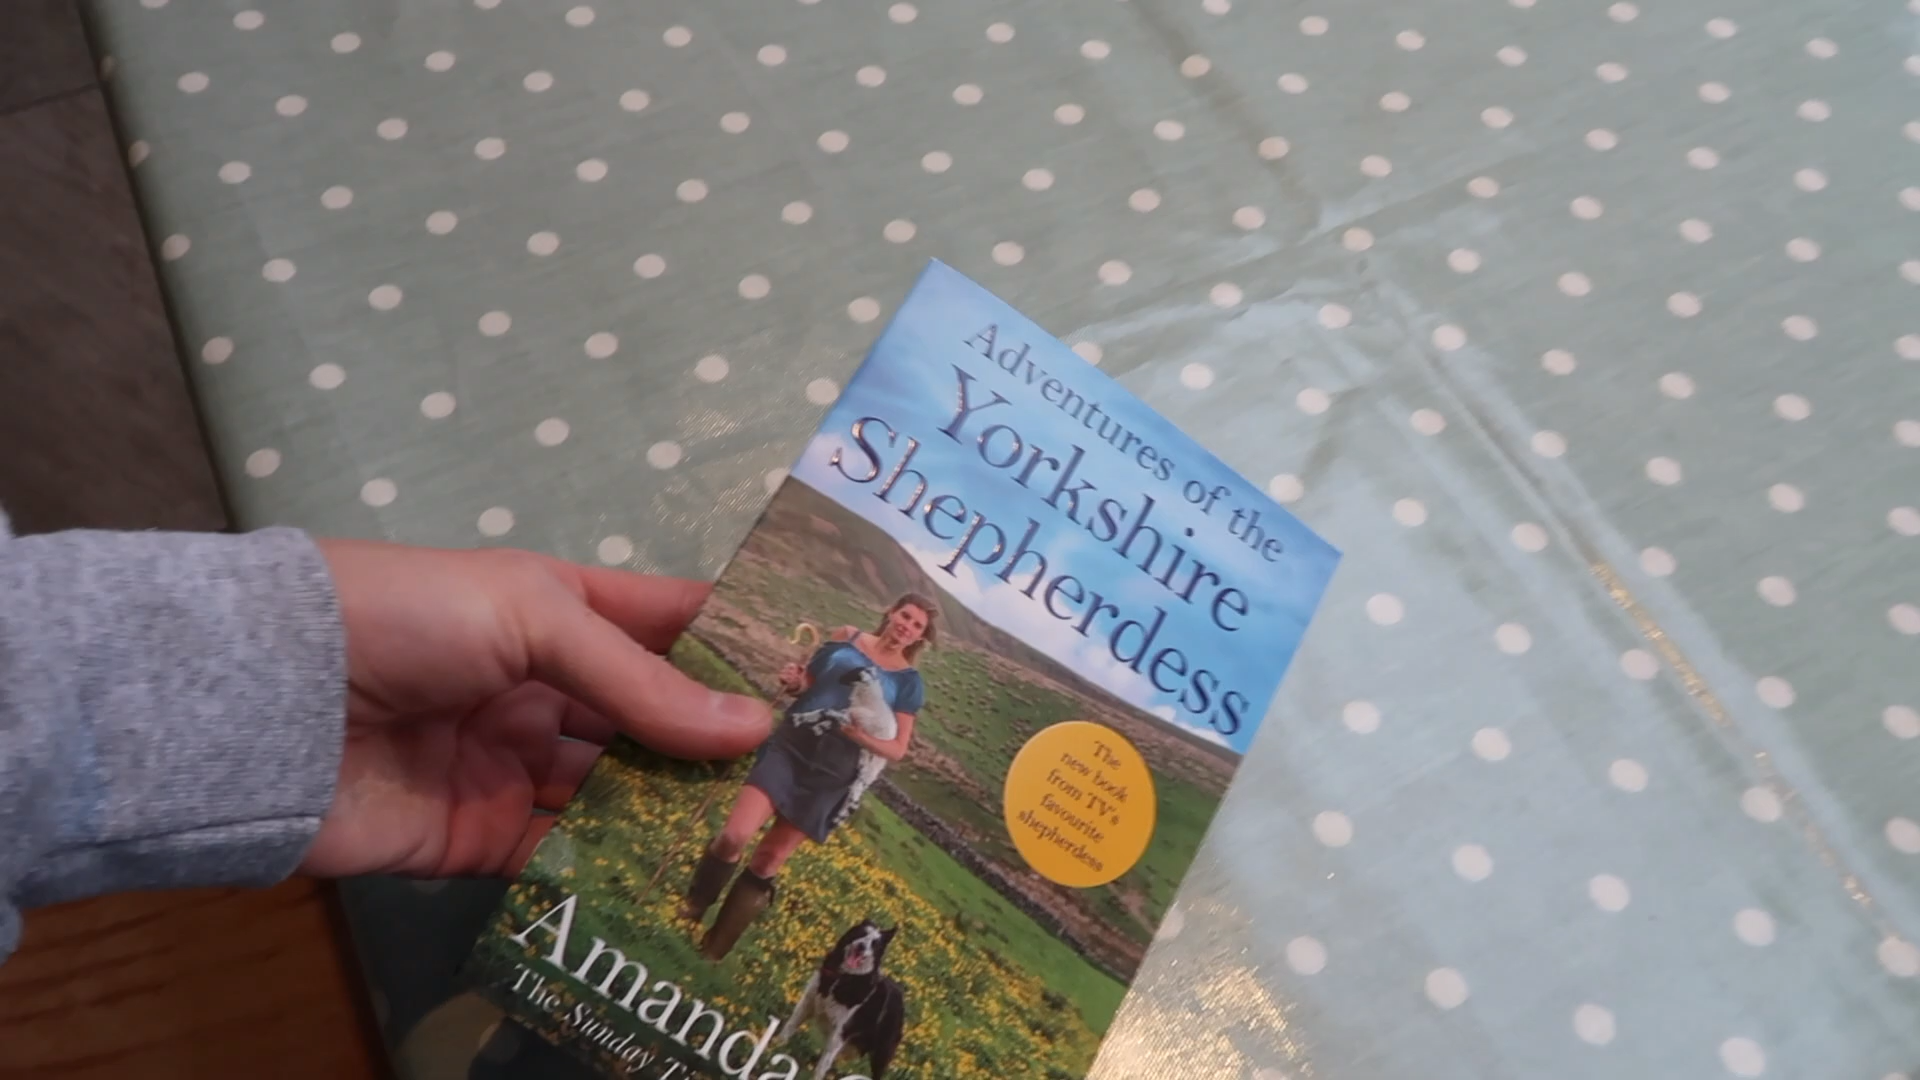 Adventures of the
Yorkshire
Shepherdess
The
new book
from TV's
favourite
shepherdess
Amanda
The Sunday